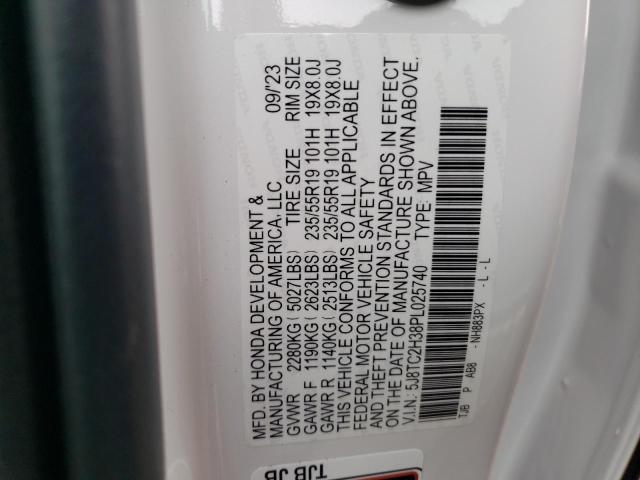 MFD. BY HONDA DEVELOPMENT &
MANUFACTURING OF AMERICA, LLC 09/'23
GVWR 2280KG ( 5027LBS) TIRE SIZE RIM SIZE
GAWR F 1190KG ( 2623LBS) 235/55R19 101H 19X8.0J
GAWR R 1140KG ( 2513LBS) 235/55R19 101H 19X8.0J
THIS VEHICLE CONFORMS TO ALL APPLICABLE
FEDERAL MOTOR VEHICLE SAFETY
AND THEFT PREVENTION STANDARDS IN EFFECT
ON THE DATE OF MANUFACTURE SHOWN ABOVE.
V.I.N.: 5J8TC2H38PL025740 TYPE: MPV
TJB P AB8 -NH883PX -L -L
TJB JB